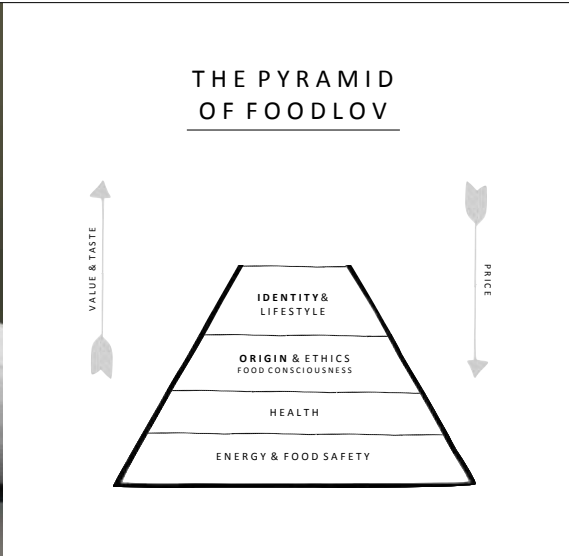 THE PYRAMID
OF FOODLOV
VALUE & TASTE
PRICE
IDENTITY&
LIFESTYLE
ORIGIN & ETHICS
FOOD CONSCIOUSNESS
HEALTH
ENERGY & FOOD SAFETY